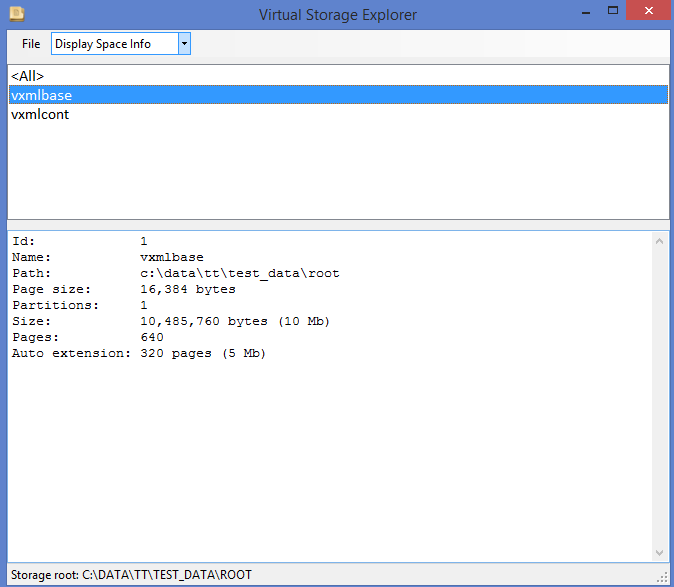 Virtual Storage Explorer
File Display Space Info
<All>
vxmlbase
vxmlcont
Id: 1
Name: vxmlbase
Path: c:\data\tt\test_data\root
Page size: 16,384 bytes
Partitions: 1
Size: 10,485,760 bytes (10 Mb)
Pages: 640
Auto extension: 320 pages (5 Mb)
Storage root: C:\DATA\TT\TEST_DATA\ROOT